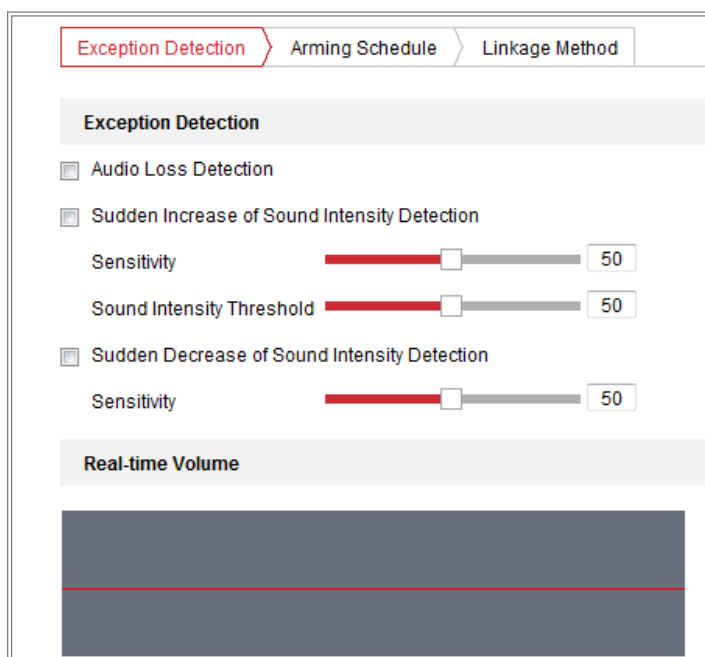 Exception Detection Arming Schedule Linkage Method
Exception Detection
Audio Loss Detection
Sudden Increase of Sound Intensity Detection
Sensitivity 50
Sound Intensity Threshold 50
Sudden Decrease of Sound Intensity Detection
Sensitivity 50
Real-time Volume